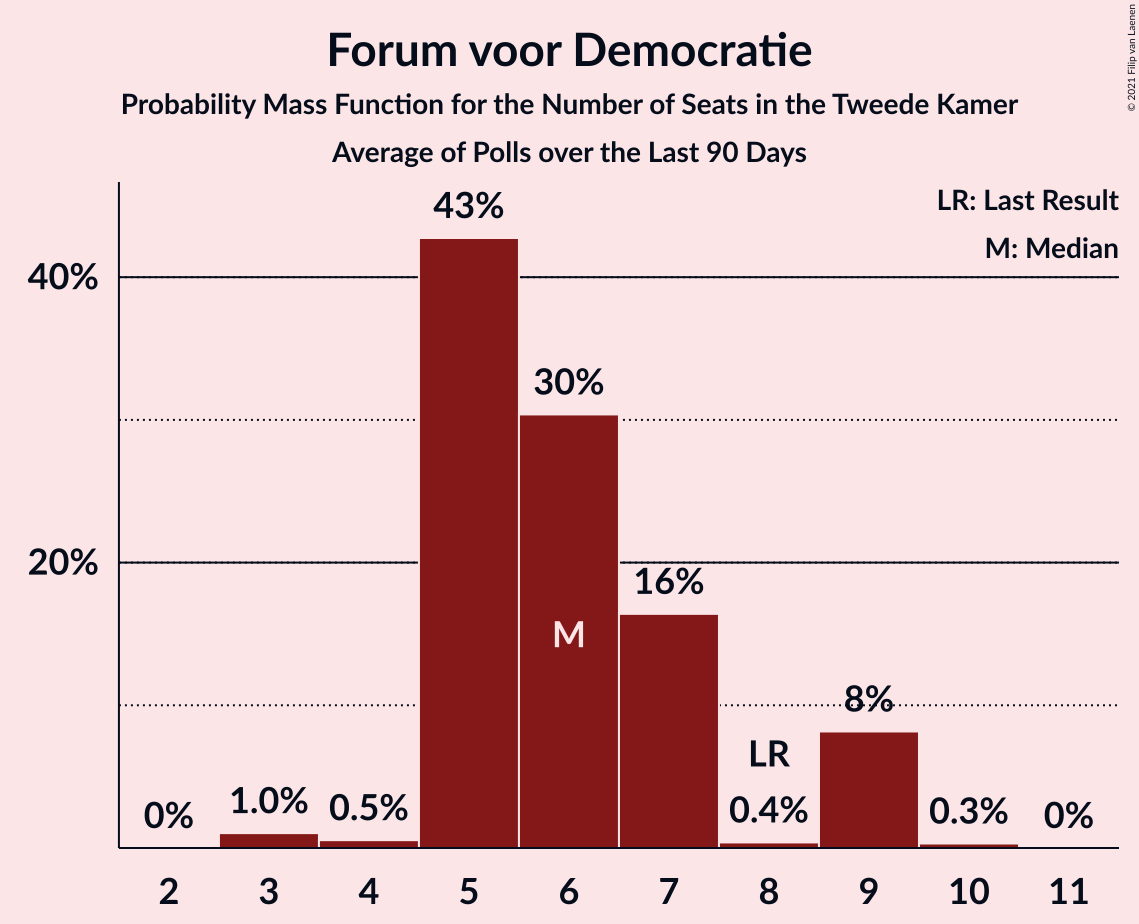 Forum voor Democratie
Probability Mass Function for the Number of Seats in the Tweede Kamer
Average of Polls over the Last 90 Days
© 2021 Filip van Laenen
LR: Last Result
M: Median
43%
40%
30%
20%
16%
M
8%
LR
0%
1.0%
0.5%
0.4%
0.3%
0%
2 3 4 5 6 7 8 9 10 11